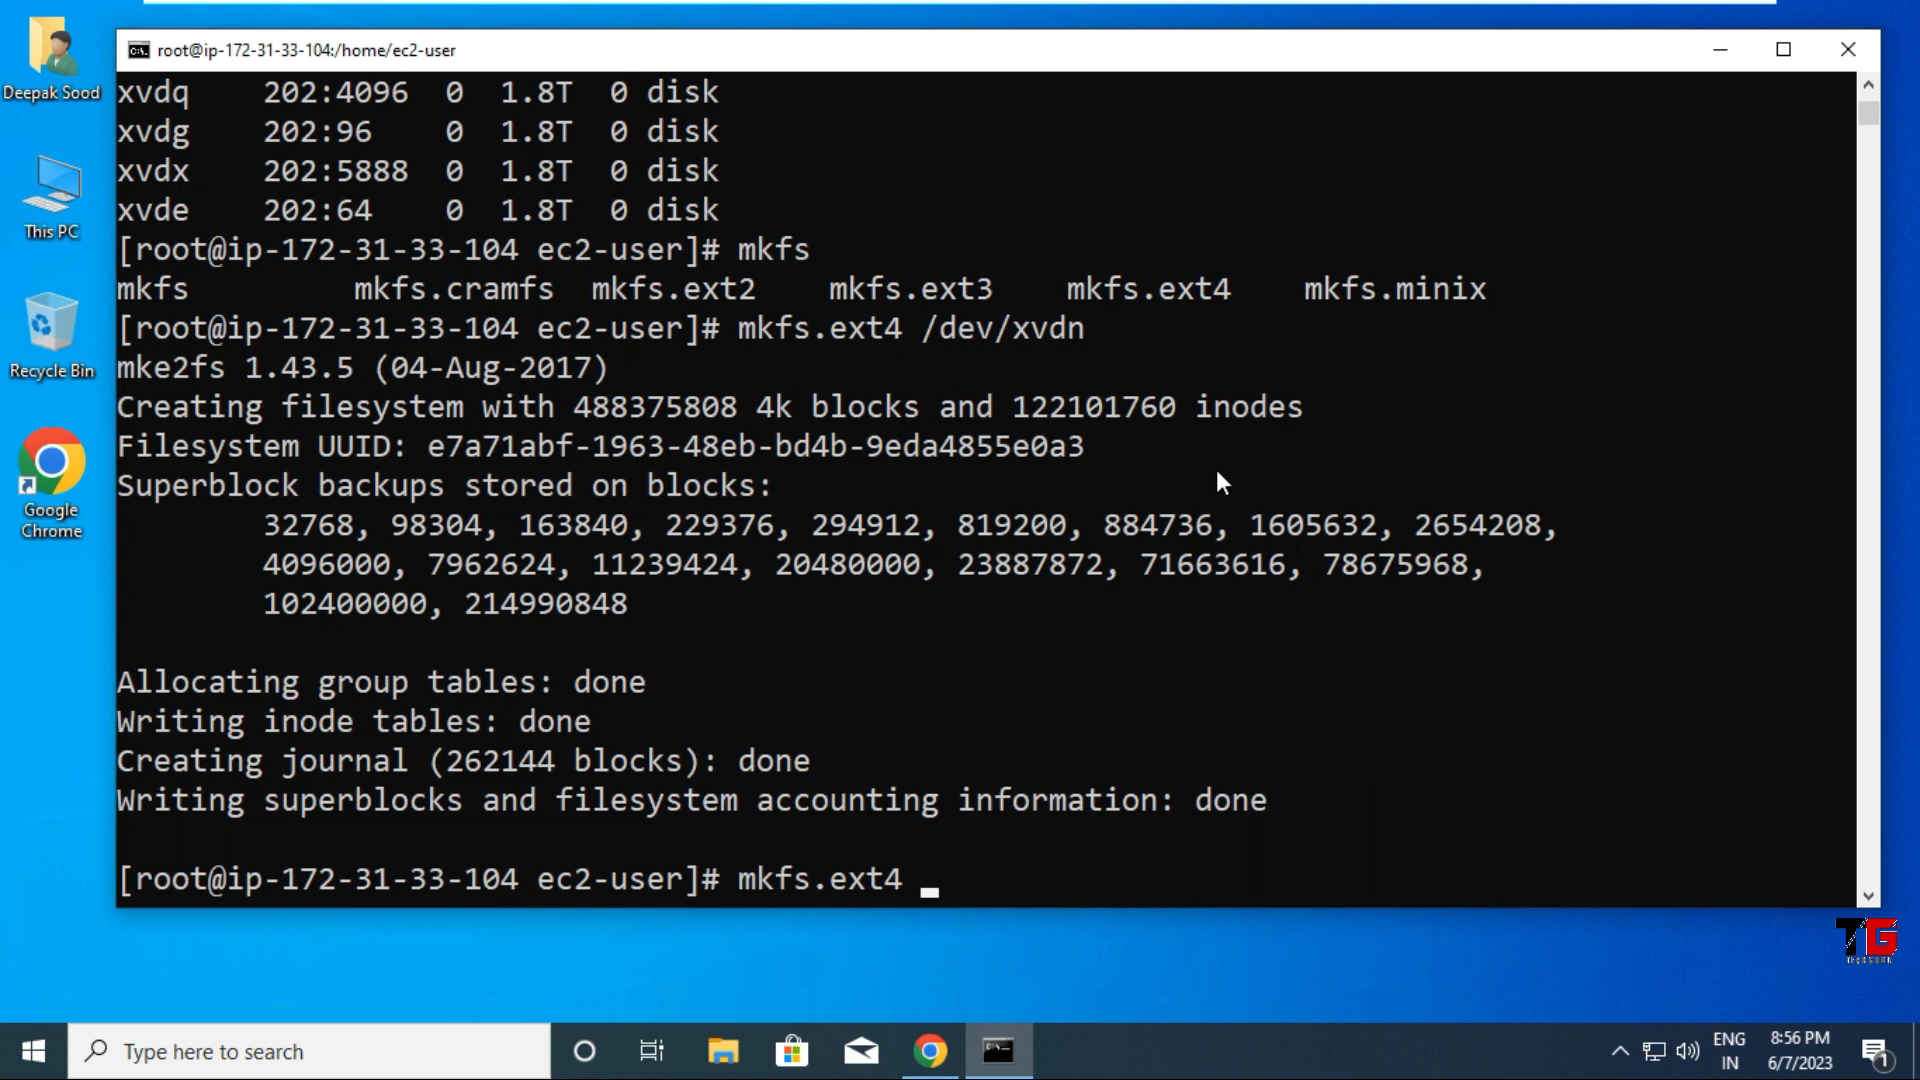 root@ip-172-31-33-104:/home/ec2-user
xvdq    202:4096  0  1.8T  0 disk
xvdg    202:96    0  1.8T  0 disk
xvdx    202:5888  0  1.8T  0 disk
xvde    202:64    0  1.8T  0 disk
[root@ip-172-31-33-104 ec2-user]# mkfs
mkfs         mkfs.cramfs  mkfs.ext2    mkfs.ext3    mkfs.ext4    mkfs.minix
[root@ip-172-31-33-104 ec2-user]# mkfs.ext4 /dev/xvdn
mke2fs 1.43.5 (04-Aug-2017)
Creating filesystem with 488375808 4k blocks and 122101760 inodes
Filesystem UUID: e7a71abf-1963-48eb-bd4b-9eda4855e0a3
Superblock backups stored on blocks:
        32768, 98304, 163840, 229376, 294912, 819200, 884736, 1605632, 2654208,
        4096000, 7962624, 11239424, 20480000, 23887872, 71663616, 78675968,
        102400000, 214990848
Allocating group tables: done
Writing inode tables: done
Creating journal (262144 blocks): done
Writing superblocks and filesystem accounting information: done
[root@ip-172-31-33-104 ec2-user]# mkfs.ext4
Deepak Sood
This PC
Recycle Bin
Google
Chrome
TG
Type here to search
ENG
IN
8:56 PM
6/7/2023
1